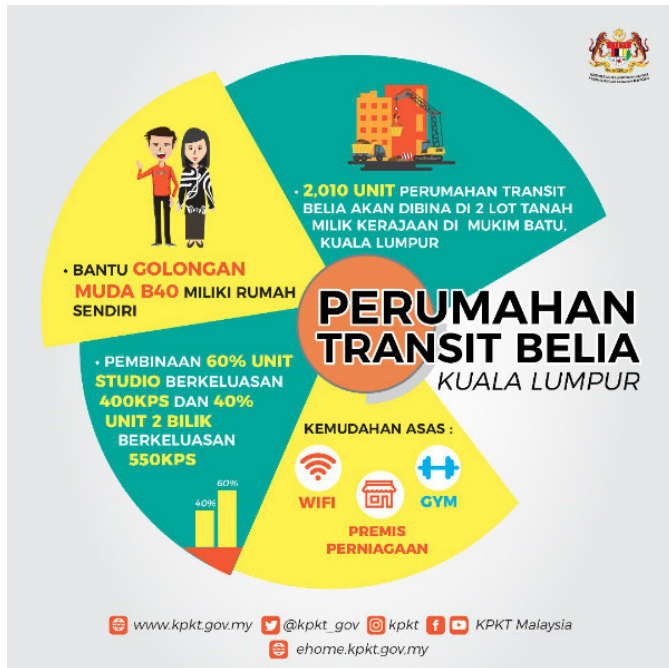 • 2,010 UNIT PERUMAHAN TRANSIT
BELIA AKAN DIBINA DI 2 LOT TANAH
MILIK KERAJAAN DI MUKIM BATU,
KUALA LUMPUR
• BANTU GOLONGAN
MUDA B40 MILIKI RUMAH
SENDIRI
PERUMAHAN
TRANSIT BELIA
KUALA LUMPUR
• PEMBINAAN 60% UNIT
STUDIO BERKELUASAN
400KPS DAN 40%
UNIT 2 BILIK
BERKELUASAN
550KPS
60%
40%
KEMUDAHAN ASAS :
WIFI
GYM
PREMIS
PERNIAGAAN
www.kpkt.gov.my @kpkt_gov kpkt KPKT Malaysia
ehome.kpkt.gov.my